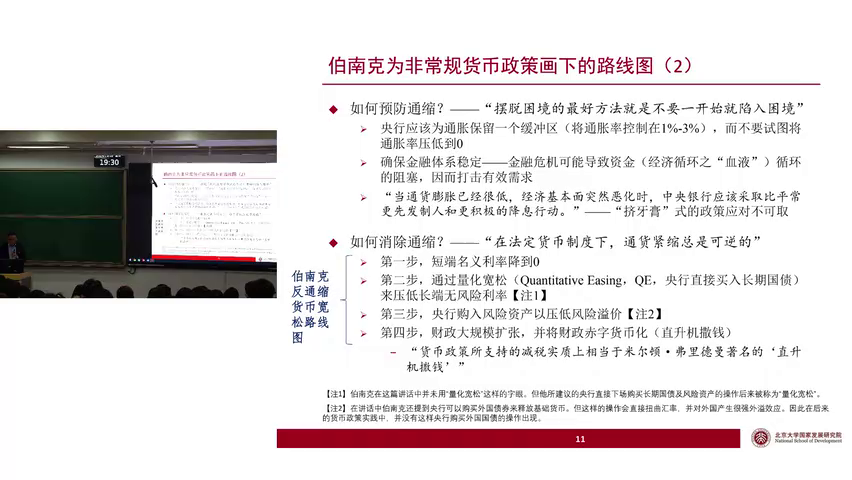 伯南克为非常规货币政策画下的路线图（2）
如何预防通缩？——“摆脱困境的最好方法就是不要一开始就陷入困境”
央行应该为通胀保留一个缓冲区（将通胀率控制在1%-3%），而不要试图将
通胀率压低到0
确保金融体系稳定——金融危机可能导致资金（经济循环之“血液”）循环
的阻塞，因而打击有效需求
“当通货膨胀已经很低，经济基本面突然恶化时，中央银行应该采取比平常
更先发制人和更积极的降息行动。”——“挤牙膏”式的政策应对不可取
如何消除通缩？——“在法定货币制度下，通货紧缩总是可逆的”
伯南克
反通缩
货币宽
松路线
图
第一步，短端名义利率降到0
第二步，通过量化宽松（Quantitative Easing，QE，央行直接买入长期国债）
来压低长端无风险利率【注1】
第三步，央行购入风险资产以压低风险溢价【注2】
第四步，财政大规模扩张，并将财政赤字货币化（直升机撒钱）
– “货币政策所支持的减税实质上相当于米尔顿·弗里德曼著名的‘直升
机撒钱’”
【注1】伯南克在这篇讲话中并未用“量化宽松”这样的字眼。但他所建议的央行直接下场购买长期国债及风险资产的操作后来被称为“量化宽松”。
【注2】在讲话中伯南克还提到央行可以购买外国债券来释放基础货币。但这样的操作会直接扭曲汇率，并对外国产生很强外溢效应。因此在后来
的货币政策实践中，并没有这样央行购买外国国债的操作出现。
11
北京大学国家发展研究院
National School of Development
19:30